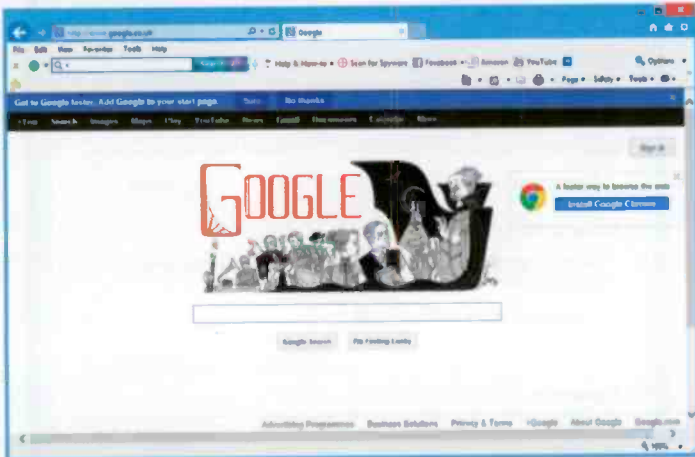 Google
File Edit View Favorites Tools Help
Help & How-to Scan for Spyware Facebook Amazon YouTube Options
Page Safety Tools
Get to Google faster. Add Google to your start page. Sure No thanks
+You Search Images Maps Play YouTube News Gmail Documents Calendar More
Sign in
GOOGLE
A faster way to browse the web
Install Google Chrome
Google Search I'm Feeling Lucky
Advertising Programmes Business Solutions Privacy & Terms +Google About Google Google.com